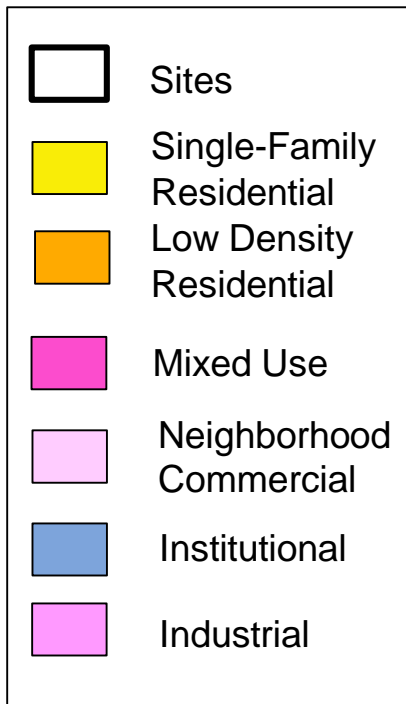 Sites
Single-Family
Residential
Low Density
Residential
Mixed Use
Neighborhood
Commercial
Institutional
Industrial